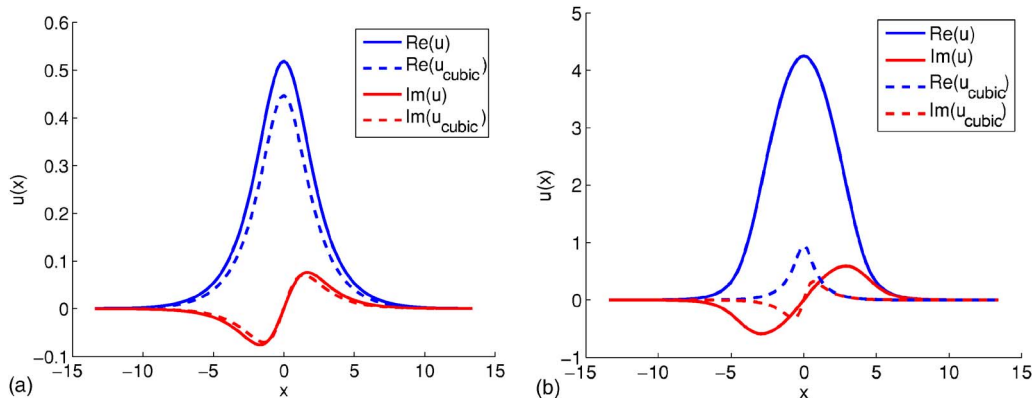 0.6
0.5
0.4
0.3
0.2
0.1
0
−0.1
u(x)
Re(u)
Re(u_cubic)
Im(u)
Im(u_cubic)
−15 −10 −5 0 5 10 15
x
(a)
5
4
3
2
1
0
−1
u(x)
Re(u)
Im(u)
Re(u_cubic)
Im(u_cubic)
−15 −10 −5 0 5 10 15
x
(b)